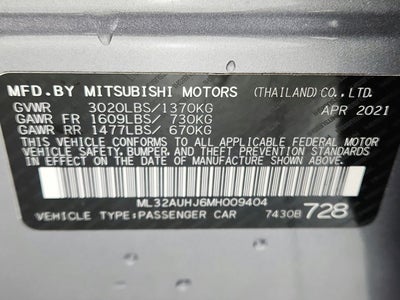 MFD.BY MITSUBISHI MOTORS (THAILAND)CO.,LTD.
GVWR 3020LBS/1370KG APR 2021
GAWR FR 1609LBS/ 730KG
GAWR RR 1477LBS/ 670KG
THIS VEHICLE CONFORMS TO ALL APPLICABLE FEDERAL MOTOR
VEHICLE SAFETY, BUMPER, AND THEFT PREVENTION STANDARDS
IN EFFECT ON THE DATE OF MANUFACTURE SHOWN ABOVE.
ML32AUHJ6MH009404
VEHICLE TYPE:PASSENGER CAR 7430B 728